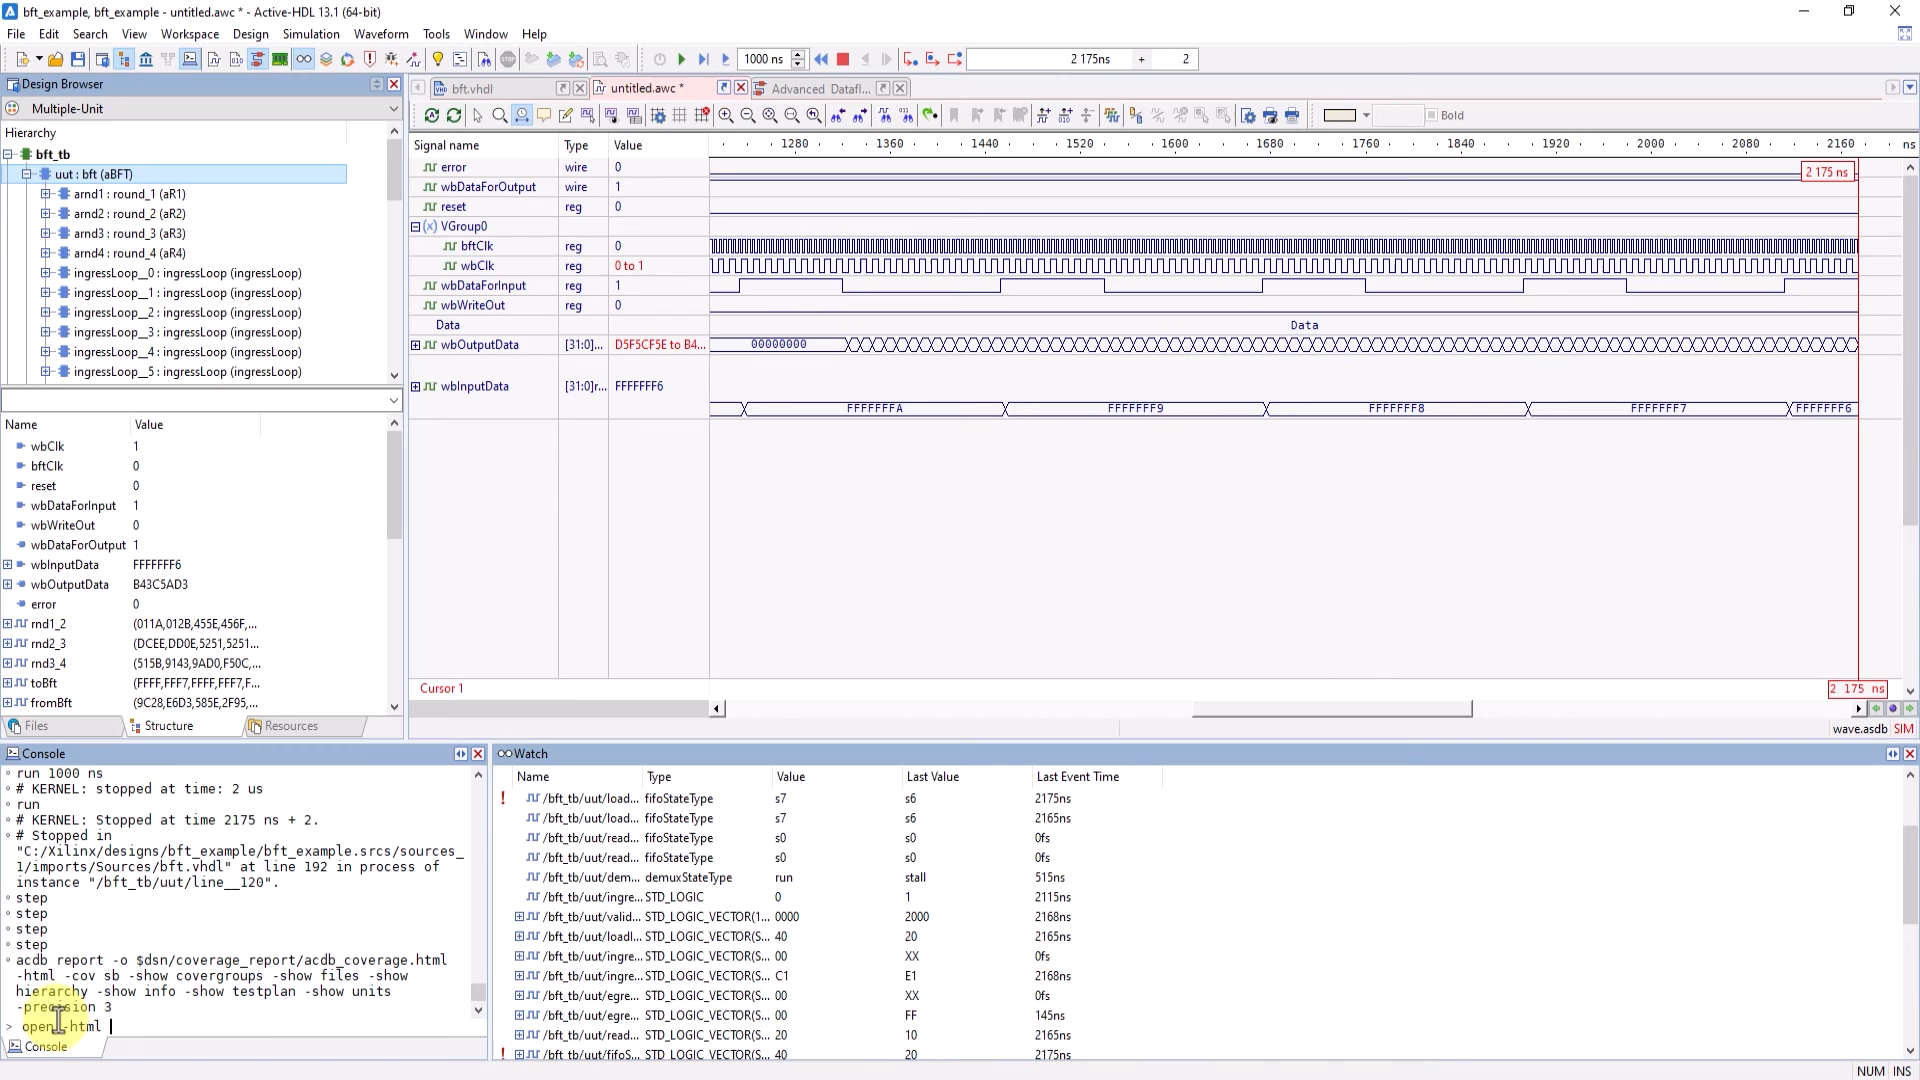 bft_example, bft_example - untitled.awc * - Active-HDL 13.1 (64-bit)
File Edit Search View Workspace Design Simulation Waveform Tools Window Help
1000 ns 2 175ns + 2
Design Browser
bft.vhdl untitled.awc * Advanced Datafl...
Multiple-Unit
Bold
Hierarchy
bft_tb
uut : bft (aBFT)
arnd1 : round_1 (aR1)
arnd2 : round_2 (aR2)
arnd3 : round_3 (aR3)
arnd4 : round_4 (aR4)
ingressLoop__0 : ingressLoop (ingressLoop)
ingressLoop__1 : ingressLoop (ingressLoop)
ingressLoop__2 : ingressLoop (ingressLoop)
ingressLoop__3 : ingressLoop (ingressLoop)
ingressLoop__4 : ingressLoop (ingressLoop)
ingressLoop__5 : ingressLoop (ingressLoop)
Name Value
wbClk 1
bftClk 0
reset 0
wbDataForInput 1
wbWriteOut 0
wbDataForOutput 1
wbInputData FFFFFFF6
wbOutputData B43C5AD3
error 0
rnd1_2 (011A,012B,455E,456F,...
rnd2_3 (DCEE,DD0E,5251,5251...
rnd3_4 (515B,9143,9AD0,F50C,...
toBft (FFFF,FFF7,FFFF,FFF7,F...
fromBft (9C28,E6D3,585E,2F95,...
Files Structure Resources
Signal name Type Value 1280 1360 1440 1520 1600 1680 1760 1840 1920 2000 2080 2160 ns
error wire 0
2 175 ns
wbDataForOutput wire 1
reset reg 0
VGroup0
bftClk reg 0
wbClk reg 0 to 1
wbDataForInput reg 1
wbWriteOut reg 0
Data Data
wbOutputData [31:0]... D5F5CF5E to B4... 00000000
wbInputData [31:0]r... FFFFFFF6
FFFFFFFA FFFFFFF9 FFFFFFF8 FFFFFFF7 FFFFFFF6
Cursor 1 2 175 ns
wave.asdb SIM
Console
run 1000 ns
# KERNEL: stopped at time: 2 us
run
# KERNEL: Stopped at time 2175 ns + 2.
# Stopped in
"C:/Xilinx/designs/bft_example/bft_example.srcs/sources_
1/imports/Sources/bft.vhdl" at line 192 in process of
instance "/bft_tb/uut/line__120".
step
step
step
step
acdb report -o $dsn/coverage_report/acdb_coverage.html
-html -cov sb -show covergroups -show files -show
hierarchy -show info -show testplan -show units
-precision 3
> open -html
Console
Watch
Name Type Value Last Value Last Event Time
! /bft_tb/uut/load... fifoStateType s7 s6 2175ns
/bft_tb/uut/load... fifoStateType s7 s6 2165ns
/bft_tb/uut/read... fifoStateType s0 s0 0fs
/bft_tb/uut/read... fifoStateType s0 s0 0fs
/bft_tb/uut/dem... demuxStateType run stall 515ns
/bft_tb/uut/ingre... STD_LOGIC 0 1 2115ns
/bft_tb/uut/valid... STD_LOGIC_VECTOR(1... 0000 2000 2168ns
/bft_tb/uut/loadI... STD_LOGIC_VECTOR(S... 40 20 2165ns
/bft_tb/uut/ingre... STD_LOGIC_VECTOR(S... 00 XX 0fs
/bft_tb/uut/ingre... STD_LOGIC_VECTOR(S... C1 E1 2168ns
/bft_tb/uut/egre... STD_LOGIC_VECTOR(S... 00 XX 0fs
/bft_tb/uut/egre... STD_LOGIC_VECTOR(S... 00 FF 145ns
/bft_tb/uut/read... STD_LOGIC_VECTOR(S... 20 10 2165ns
! /bft_tb/uut/fifoS... STD_LOGIC_VECTOR(S... 40 20 2175ns
NUM INS